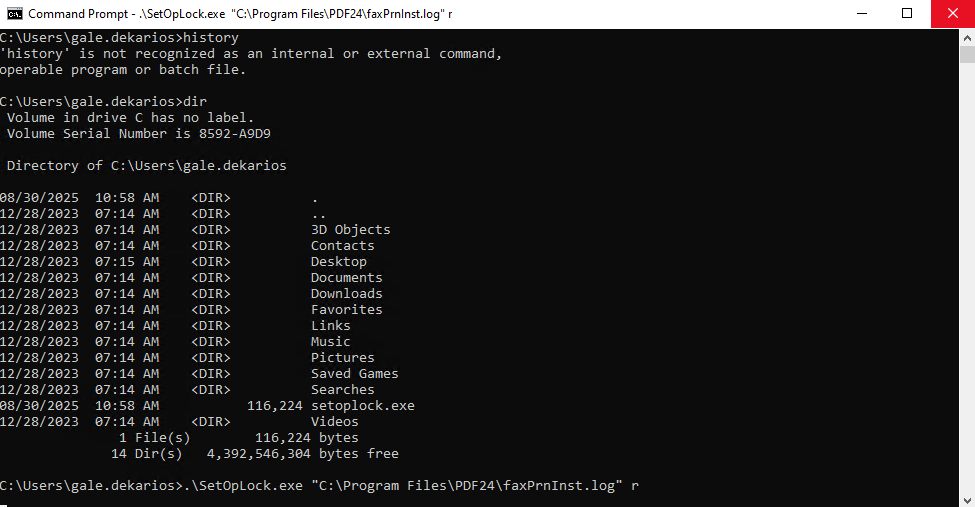 Command Prompt - .\SetOpLock.exe  "C:\Program Files\PDF24\faxPrnInst.log" r
C:\Users\gale.dekarios>history
'history' is not recognized as an internal or external command,
operable program or batch file.
C:\Users\gale.dekarios>dir
 Volume in drive C has no label.
 Volume Serial Number is 8592-A9D9
 Directory of C:\Users\gale.dekarios
08/30/2025  10:58 AM    <DIR>          .
12/28/2023  07:14 AM    <DIR>          ..
12/28/2023  07:14 AM    <DIR>          3D Objects
12/28/2023  07:14 AM    <DIR>          Contacts
12/28/2023  07:15 AM    <DIR>          Desktop
12/28/2023  07:14 AM    <DIR>          Documents
12/28/2023  07:14 AM    <DIR>          Downloads
12/28/2023  07:14 AM    <DIR>          Favorites
12/28/2023  07:14 AM    <DIR>          Links
12/28/2023  07:14 AM    <DIR>          Music
12/28/2023  07:14 AM    <DIR>          Pictures
12/28/2023  07:14 AM    <DIR>          Saved Games
12/28/2023  07:14 AM    <DIR>          Searches
08/30/2025  10:58 AM           116,224 setoplock.exe
12/28/2023  07:14 AM    <DIR>          Videos
               1 File(s)        116,224 bytes
              14 Dir(s)   4,392,546,304 bytes free
C:\Users\gale.dekarios>.\SetOpLock.exe "C:\Program Files\PDF24\faxPrnInst.log" r